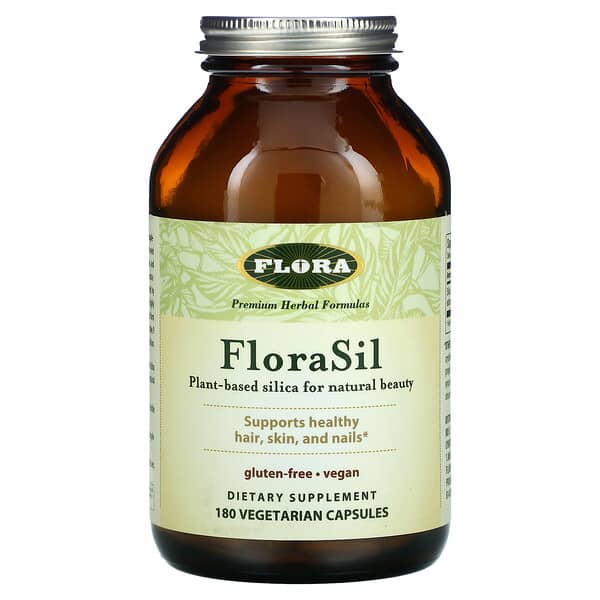 FLORA
Premium Herbal Formulas
FloraSil
Plant-based silica for natural beauty
Supports healthy
hair, skin, and nails*
gluten-free • vegan
DIETARY SUPPLEMENT
180 VEGETARIAN CAPSULES